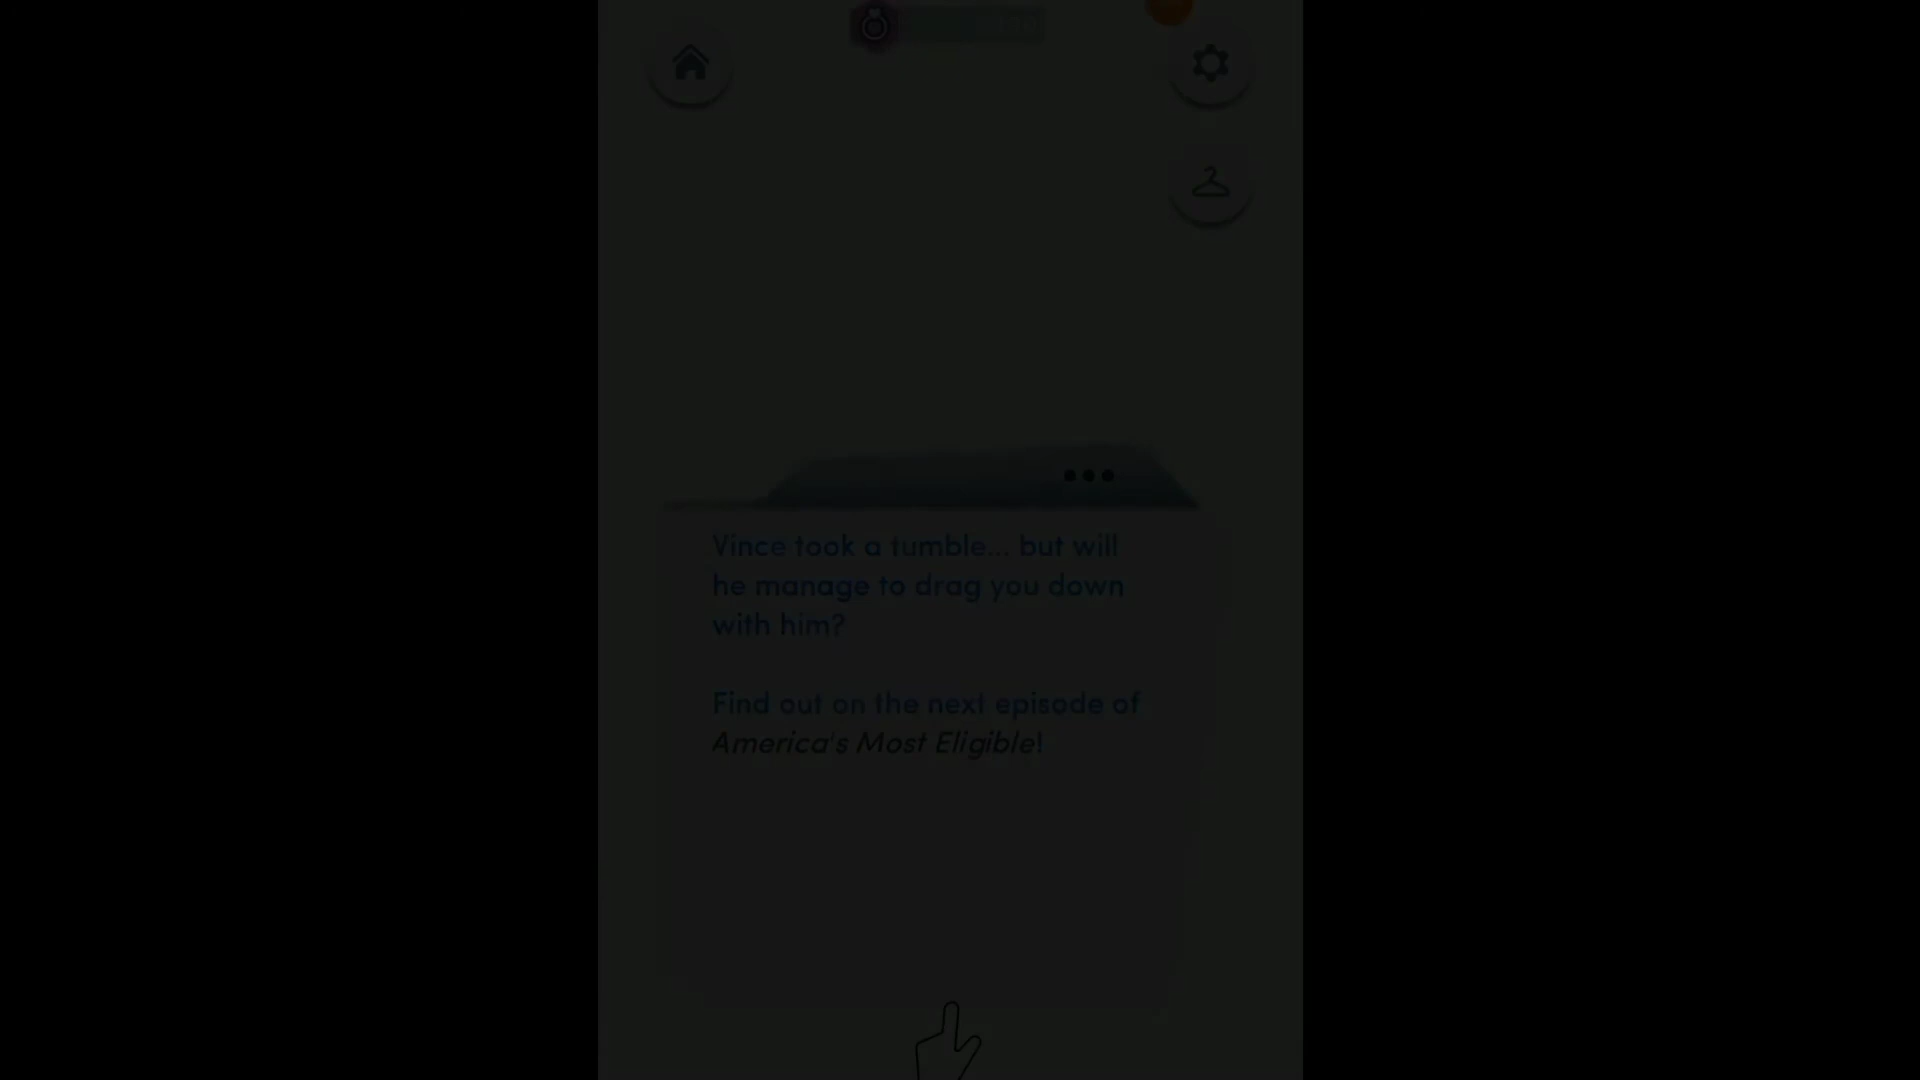 Vince took a tumble... but will
he manage to drag you down
with him?
Find out on the next episode of
America's Most Eligible!